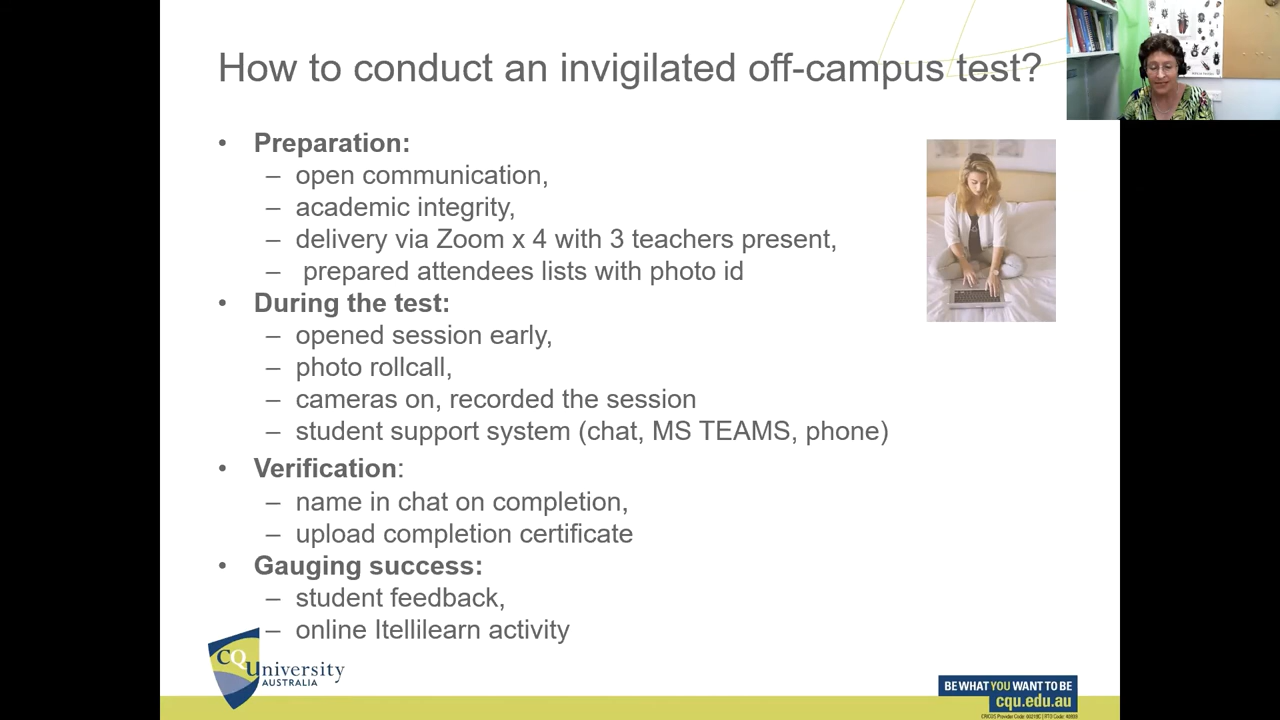 How to conduct an invigilated off-campus test?
• Preparation:
– open communication,
– academic integrity,
– delivery via Zoom x 4 with 3 teachers present,
– prepared attendees lists with photo id
• During the test:
– opened session early,
– photo rollcall,
– cameras on, recorded the session
– student support system (chat, MS TEAMS, phone)
• Verification:
– name in chat on completion,
– upload completion certificate
• Gauging success:
– student feedback,
– online Itellilearn activity
CQUniversity
AUSTRALIA
BE WHAT YOU WANT TO BE
cqu.edu.au